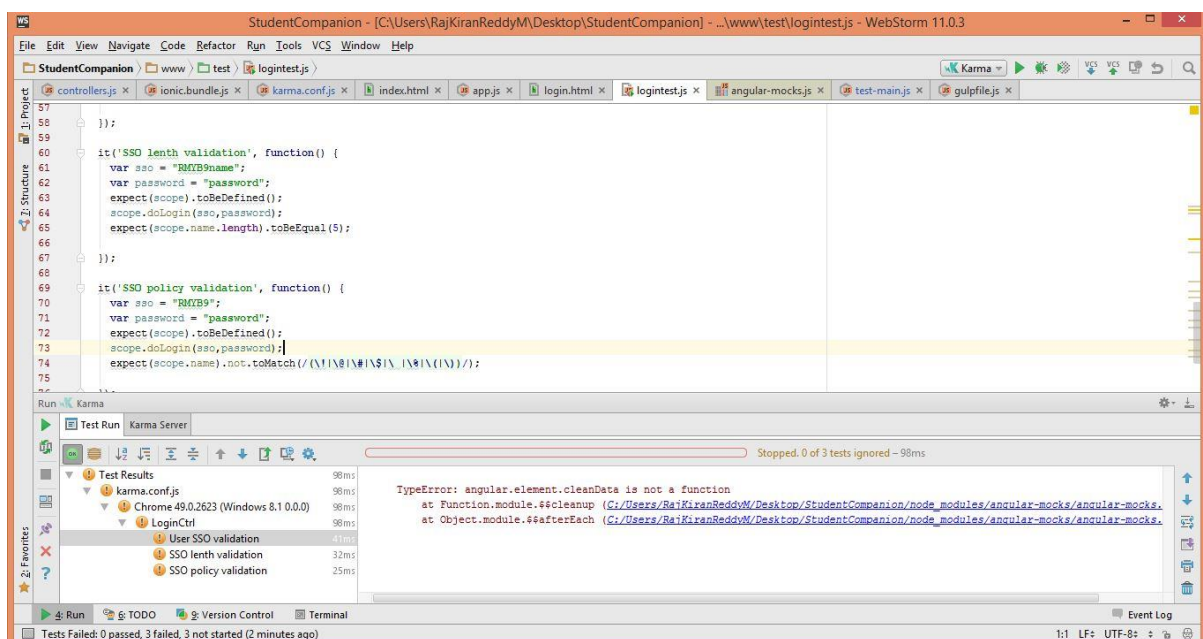 StudentCompanion - [C:\Users\RajKiranReddyM\Desktop\StudentCompanion] - ...\www\test\logintest.js - WebStorm 11.0.3
File Edit View Navigate Code Refactor Run Tools VCS Window Help
StudentCompanion www test logintest.js
Karma
VCS VCS
controllers.js × ionic.bundle.js × karma.conf.js × index.html × app.js × login.html × logintest.js × angular-mocks.js × test-main.js × gulpfile.js ×
1: Project
Z: Structure
57
58 });
59
60 it('SSO lenth validation', function() {
61 var sso = "RMYB9name";
62 var password = "password";
63 expect(scope).toBeDefined();
64 scope.doLogin(sso,password);
65 expect(scope.name.length).toBeEqual(5);
66
67 });
68
69 it('SSO policy validation', function() {
70 var sso = "RMYB9";
71 var password = "password";
72 expect(scope).toBeDefined();
73 scope.doLogin(sso,password);
74 expect(scope.name).not.toMatch(/(\!|\@|\#|\$|\_|\%|\(|\))/);
75
Run Karma
Test Run Karma Server
Stopped. 0 of 3 tests ignored – 98ms
Test Results 98ms
karma.conf.js 98ms
Chrome 49.0.2623 (Windows 8.1 0.0.0) 98ms
LoginCtrl 98ms
User SSO validation 41ms
SSO lenth validation 32ms
SSO policy validation 25ms
TypeError: angular.element.cleanData is not a function
at Function.module.$$cleanup (C:/Users/RajKiranReddyM/Desktop/StudentCompanion/node_modules/angular-mocks/angular-mocks.
at Object.module.$$afterEach (C:/Users/RajKiranReddyM/Desktop/StudentCompanion/node_modules/angular-mocks/angular-mocks.
2: Favorites
4: Run 6: TODO 9: Version Control Terminal Event Log
Tests Failed: 0 passed, 3 failed, 3 not started (2 minutes ago) 1:1 LF÷ UTF-8÷